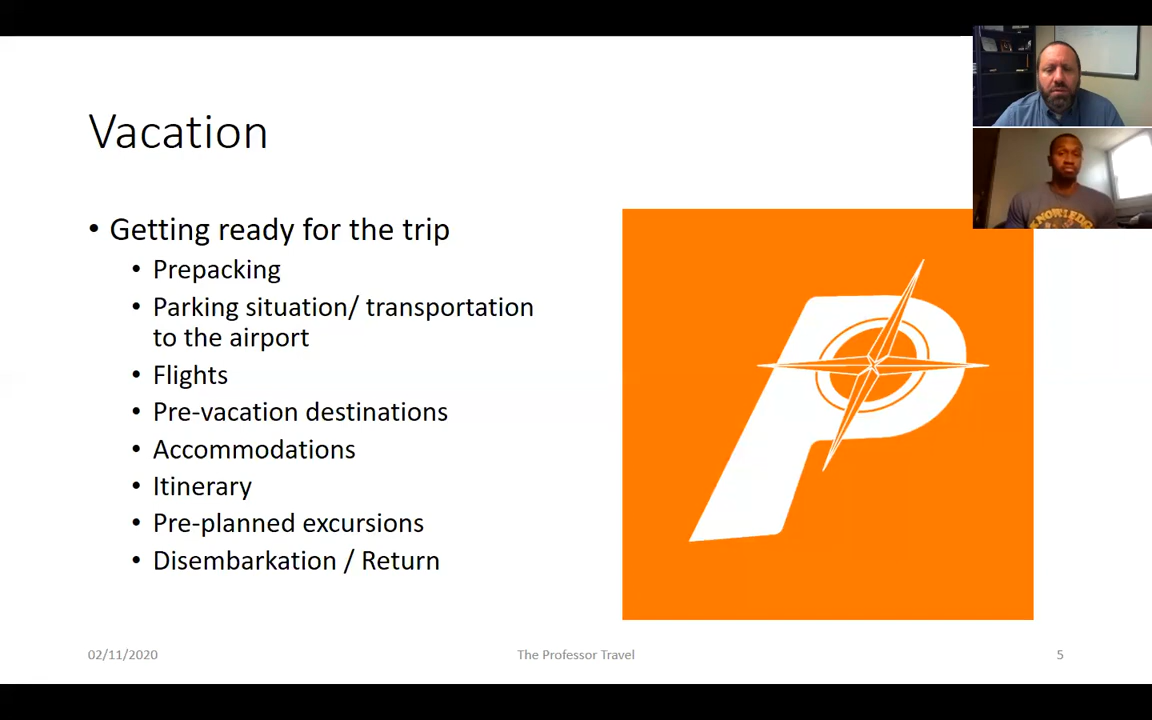 Vacation
• Getting ready for the trip
• Prepacking
• Parking situation/ transportation
to the airport
• Flights
• Pre-vacation destinations
• Accommodations
• Itinerary
• Pre-planned excursions
• Disembarkation / Return
P
KNOWLEDGE
02/11/2020
The Professor Travel
5